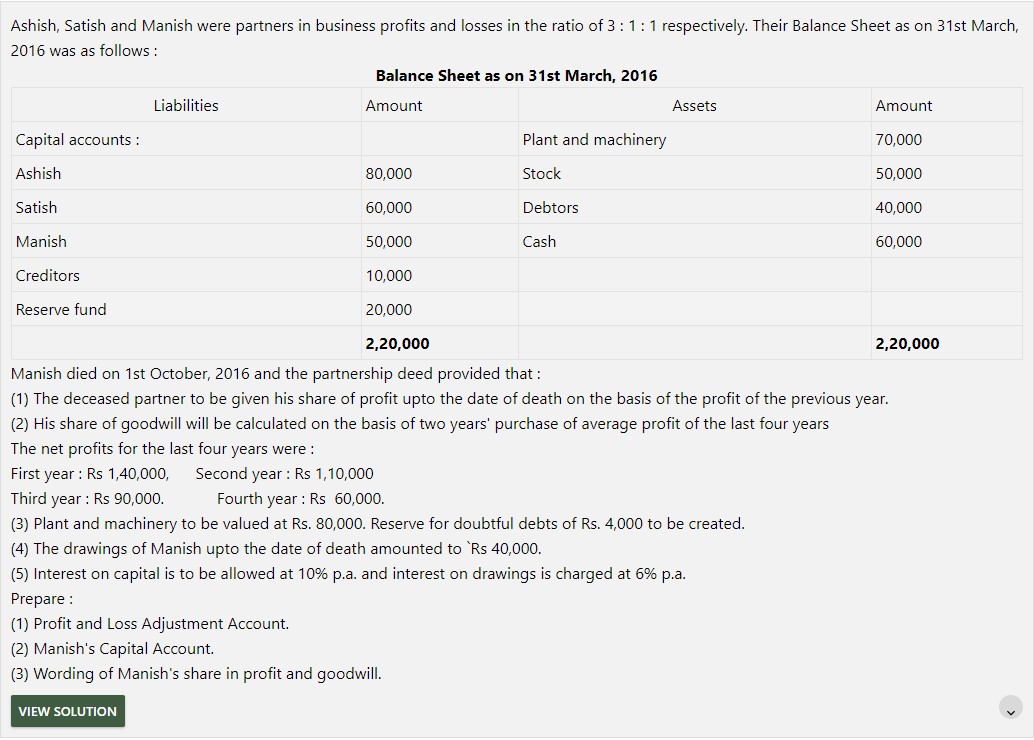 Ashish, Satish and Manish were partners in business profits and losses in the ratio of 3 : 1 : 1 respectively. Their Balance Sheet as on 31st March,
2016 was as follows :
Balance Sheet as on 31st March, 2016
Liabilities Amount Assets Amount
Capital accounts : Plant and machinery 70,000
Ashish 80,000 Stock 50,000
Satish 60,000 Debtors 40,000
Manish 50,000 Cash 60,000
Creditors 10,000
Reserve fund 20,000
2,20,000 2,20,000
Manish died on 1st October, 2016 and the partnership deed provided that :
(1) The deceased partner to be given his share of profit upto the date of death on the basis of the profit of the previous year.
(2) His share of goodwill will be calculated on the basis of two years' purchase of average profit of the last four years
The net profits for the last four years were :
First year : Rs 1,40,000, Second year : Rs 1,10,000
Third year : Rs 90,000. Fourth year : Rs 60,000.
(3) Plant and machinery to be valued at Rs. 80,000. Reserve for doubtful debts of Rs. 4,000 to be created.
(4) The drawings of Manish upto the date of death amounted to `Rs 40,000.
(5) Interest on capital is to be allowed at 10% p.a. and interest on drawings is charged at 6% p.a.
Prepare :
(1) Profit and Loss Adjustment Account.
(2) Manish's Capital Account.
(3) Wording of Manish's share in profit and goodwill.
VIEW SOLUTION